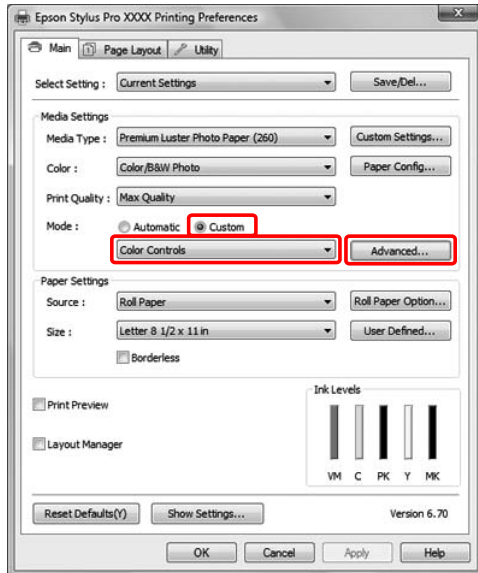 Epson Stylus Pro XXXX Printing Preferences
Main Page Layout Utility
Select Setting : Current Settings Save/Del...
Media Settings
Media Type : Premium Luster Photo Paper (260) Custom Settings...
Color : Color/B&W Photo Paper Config...
Print Quality : Max Quality
Mode : Automatic Custom
Color Controls Advanced...
Paper Settings
Source : Roll Paper Roll Paper Option...
Size : Letter 8 1/2 x 11 in User Defined...
Borderless
Ink Levels
Print Preview
Layout Manager
VM C PK Y MK
Reset Defaults(Y) Show Settings... Version 6.70
OK Cancel Apply Help